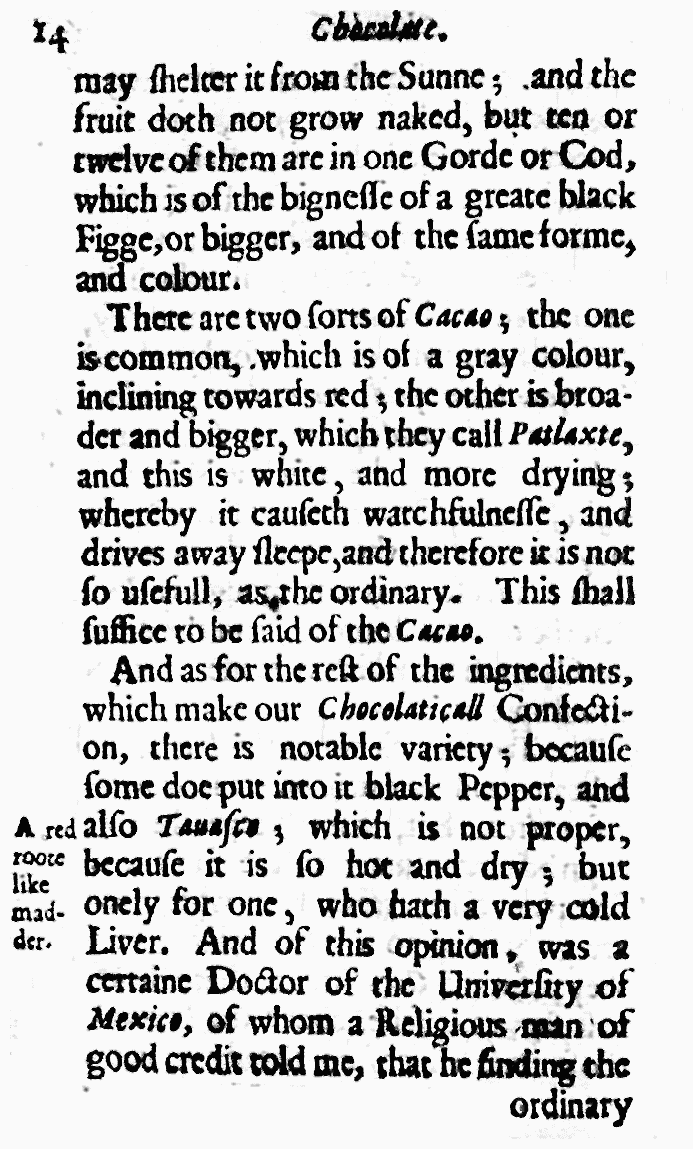 14 Chocolate.
may ſhelter it from the Sunne; and the
fruit doth not grow naked, but ten or
twelve of them are in one Gorde or Cod,
which is of the bigneſſe of a greate black
Figge, or bigger, and of the ſame forme,
and colour.
There are two ſorts of Cacao; the one
is common, which is of a gray colour,
inclining towards red; the other is broa-
der and bigger, which they call Patlaxte,
and this is white, and more drying;
whereby it cauſeth watchfulneſſe, and
drives away ſleepe, and therefore it is not
ſo uſefull, as the ordinary. This ſhall
ſuffice to be ſaid of the Cacao.
And as for the reſt of the ingredients,
which make our Chocolaticall Confecti-
on, there is notable variety; becauſe
ſome doe put into it black Pepper, and
alſo Tauaſco; which is not proper,
becauſe it is ſo hot and dry; but
onely for one, who hath a very cold
Liver. And of this opinion, was a
certaine Doctor of the Univerſity of
Mexico, of whom a Religious man of
good credit told me, that he finding the
ordinary
A red
roote
like
mad-
der.